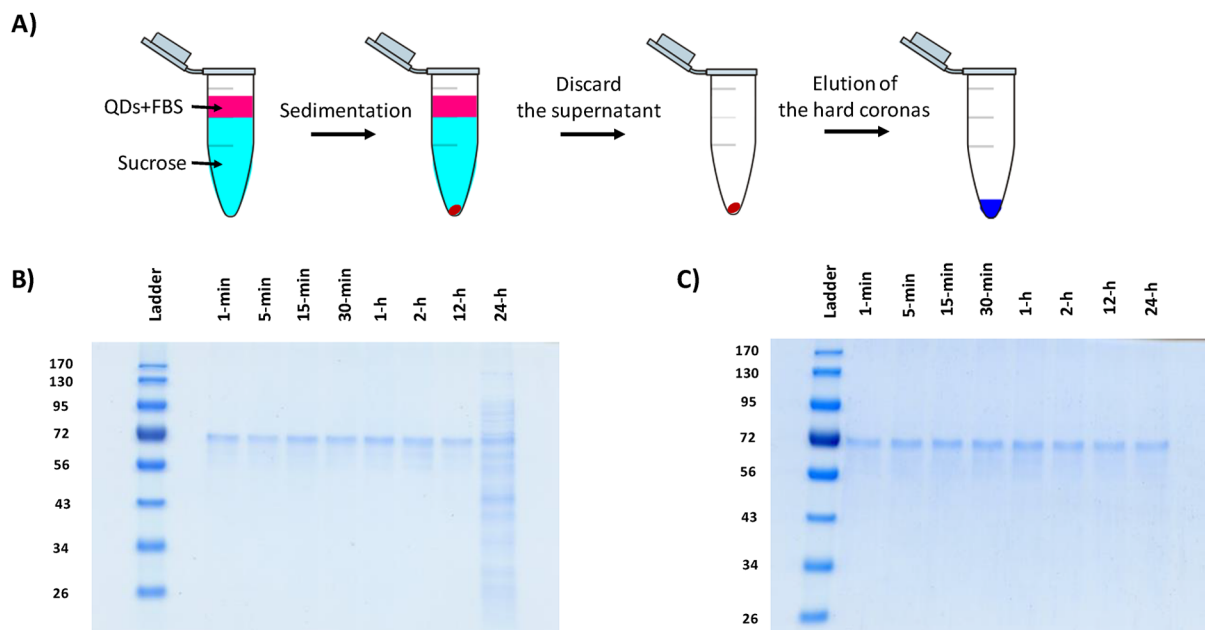 A)
QDs+FBS
Sucrose
Sedimentation
Discard
the supernatant
Elution of
the hard coronas
B)
Ladder
1-min
5-min
15-min
30-min
1-h
2-h
12-h
24-h
170
130
95
72
56
43
34
26
C)
Ladder
1-min
5-min
15-min
30-min
1-h
2-h
12-h
24-h
170
130
95
72
56
43
34
26